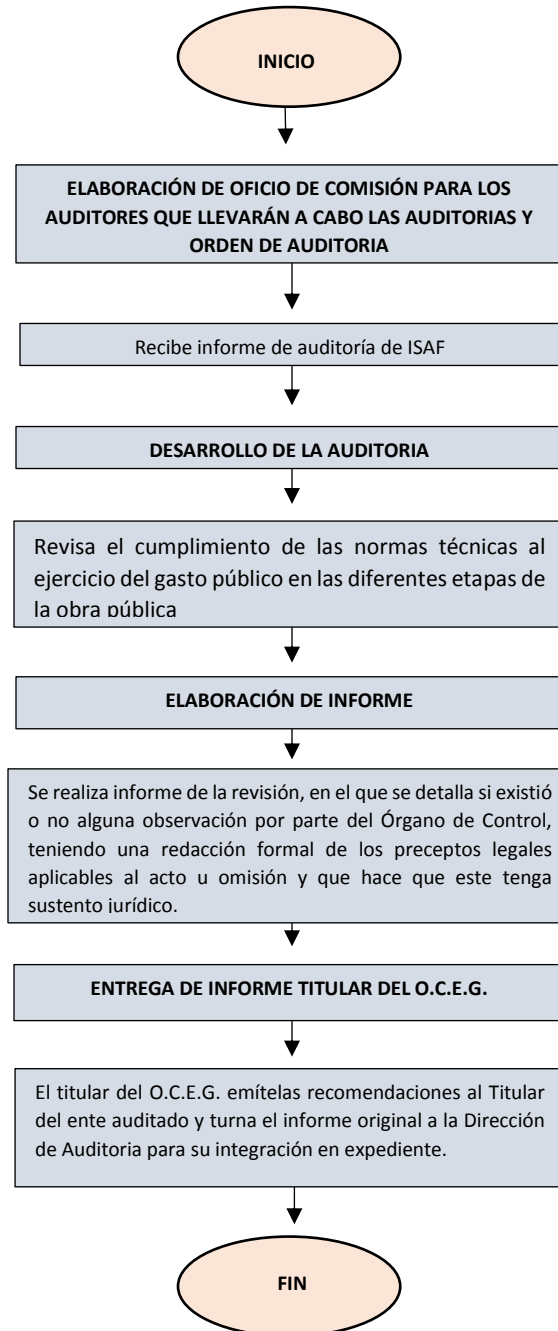 INICIO
ELABORACIÓN DE OFICIO DE COMISIÓN PARA LOS
AUDITORES QUE LLEVARÁN A CABO LAS AUDITORIAS Y
ORDEN DE AUDITORIA
Recibe informe de auditoría de ISAF
DESARROLLO DE LA AUDITORIA
Revisa el cumplimiento de las normas técnicas al
ejercicio del gasto público en las diferentes etapas de
la obra pública
ELABORACIÓN DE INFORME
Se realiza informe de la revisión, en el que se detalla si existió
o no alguna observación por parte del Órgano de Control,
teniendo una redacción formal de los preceptos legales
aplicables al acto u omisión y que hace que este tenga
sustento jurídico.
ENTREGA DE INFORME TITULAR DEL O.C.E.G.
El titular del O.C.E.G. emítelas recomendaciones al Titular
del ente auditado y turna el informe original a la Dirección
de Auditoria para su integración en expediente.
FIN